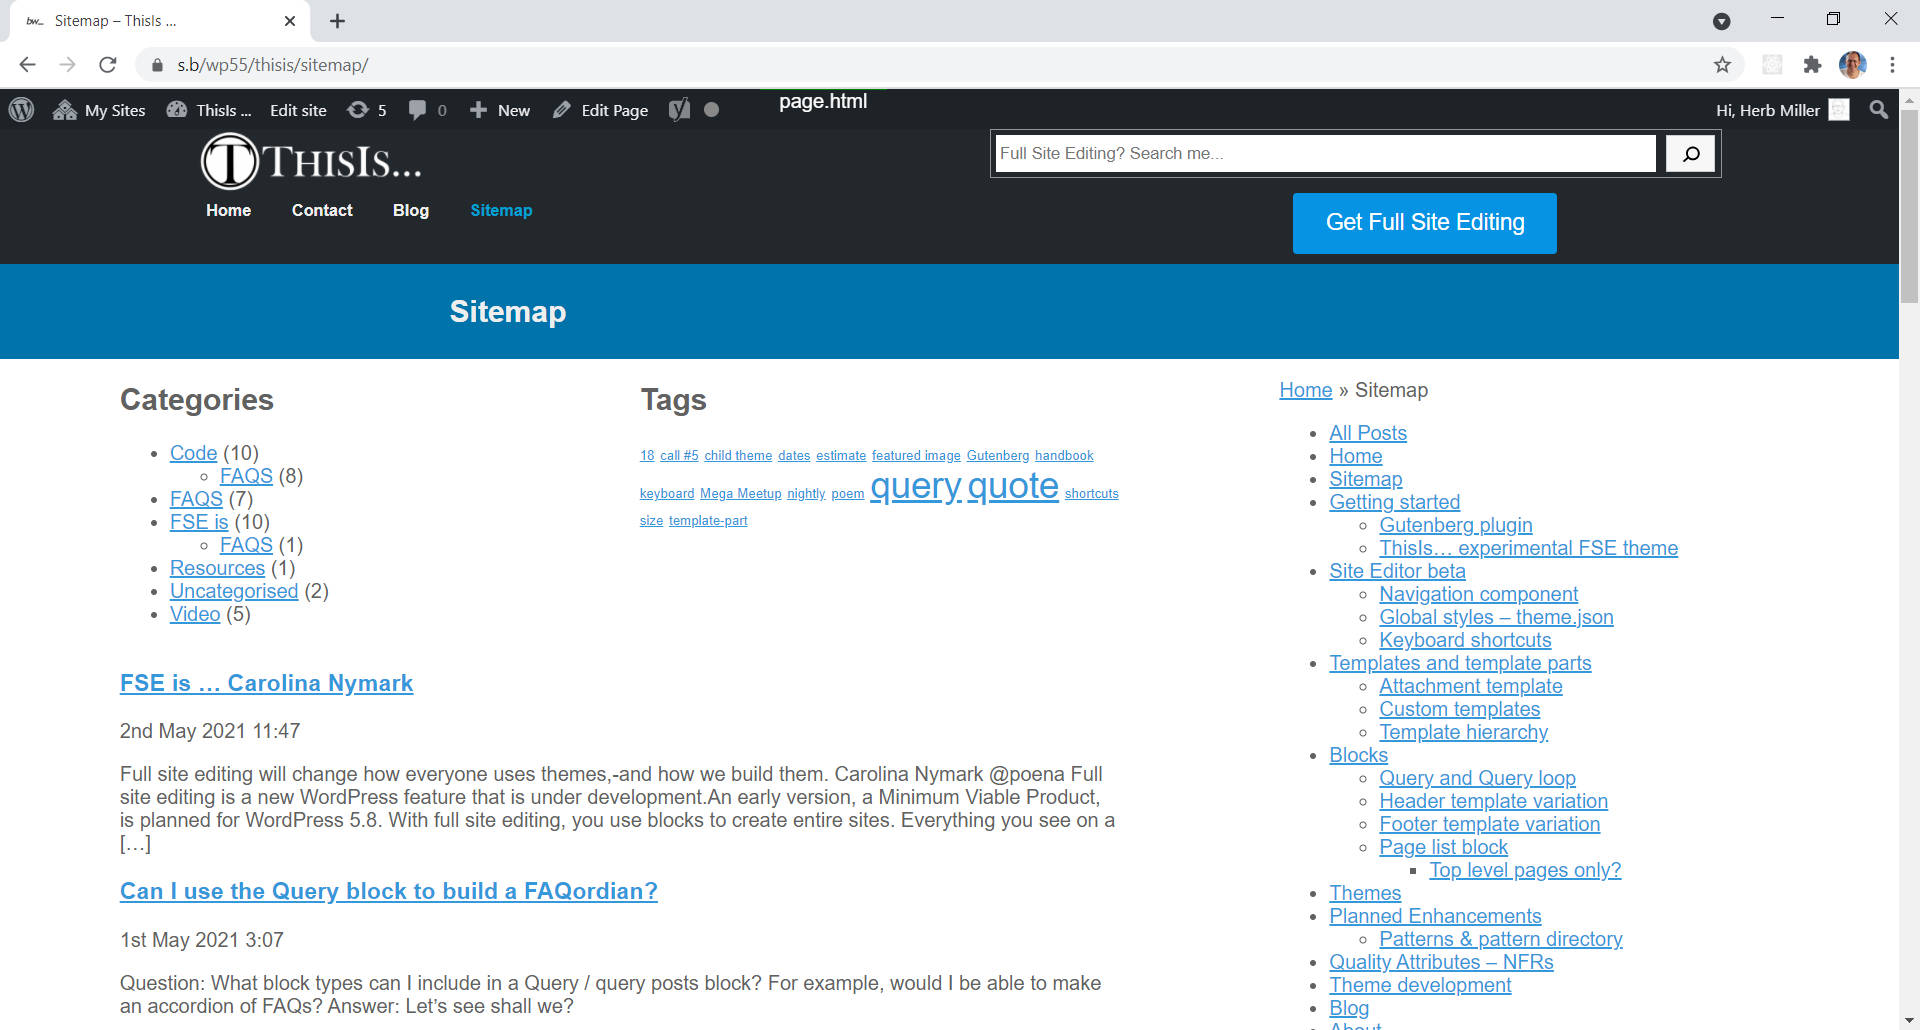 bw_ Sitemap – ThisIs ...
s.b/wp55/thisis/sitemap/
My Sites ThisIs ... Edit site 5 0 New Edit Page page.html Hi, Herb Miller
THISIS...
Full Site Editing? Search me...
Home Contact Blog Sitemap
Get Full Site Editing
Sitemap
Categories
Code (10)
FAQS (8)
FAQS (7)
FSE is (10)
FAQS (1)
Resources (1)
Uncategorised (2)
Video (5)
Tags
18 call #5 child theme dates estimate featured image Gutenberg handbook
keyboard Mega Meetup nightly poem query quote shortcuts
size template-part
FSE is … Carolina Nymark
2nd May 2021 11:47
Full site editing will change how everyone uses themes,-and how we build them. Carolina Nymark @poena Full
site editing is a new WordPress feature that is under development.An early version, a Minimum Viable Product,
is planned for WordPress 5.8. With full site editing, you use blocks to create entire sites. Everything you see on a
[…]
Can I use the Query block to build a FAQordian?
1st May 2021 3:07
Question: What block types can I include in a Query / query posts block? For example, would I be able to make
an accordion of FAQs? Answer: Let’s see shall we?
Home » Sitemap
All Posts
Home
Sitemap
Getting started
Gutenberg plugin
ThisIs… experimental FSE theme
Site Editor beta
Navigation component
Global styles – theme.json
Keyboard shortcuts
Templates and template parts
Attachment template
Custom templates
Template hierarchy
Blocks
Query and Query loop
Header template variation
Footer template variation
Page list block
Top level pages only?
Themes
Planned Enhancements
Patterns & pattern directory
Quality Attributes – NFRs
Theme development
Blog
About